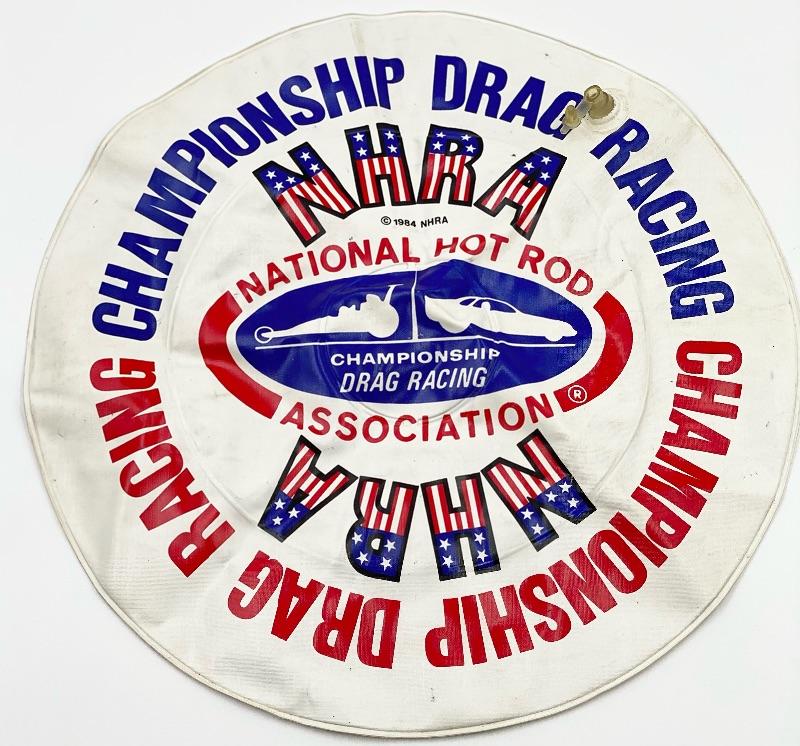 CHAMPIONSHIP DRAG RACING
NHRA
© 1984 NHRA
NATIONAL HOT ROD
CHAMPIONSHIP
DRAG RACING
ASSOCIATION ®
NHRA
CHAMPIONSHIP DRAG RACING